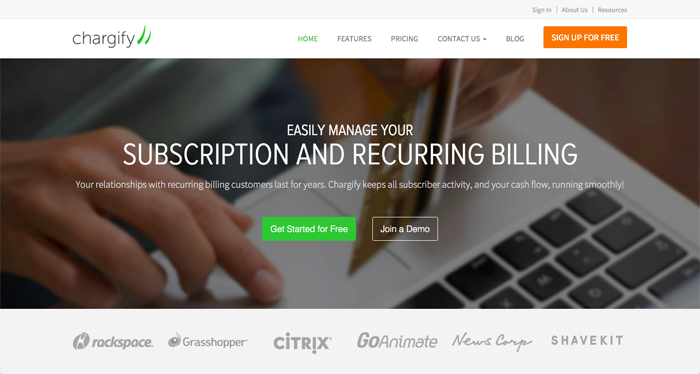 Sign In | About Us | Resources
chargify
HOME FEATURES PRICING CONTACT US BLOG SIGN UP FOR FREE
EASILY MANAGE YOUR
SUBSCRIPTION AND RECURRING BILLING
Your relationships with recurring billing customers last for years. Chargify keeps all subscriber activity, and your cash flow, running smoothly!
Get Started for Free Join a Demo
rackspace. Grasshopper CITRIX GoAnimate News Corp SHAVEKIT